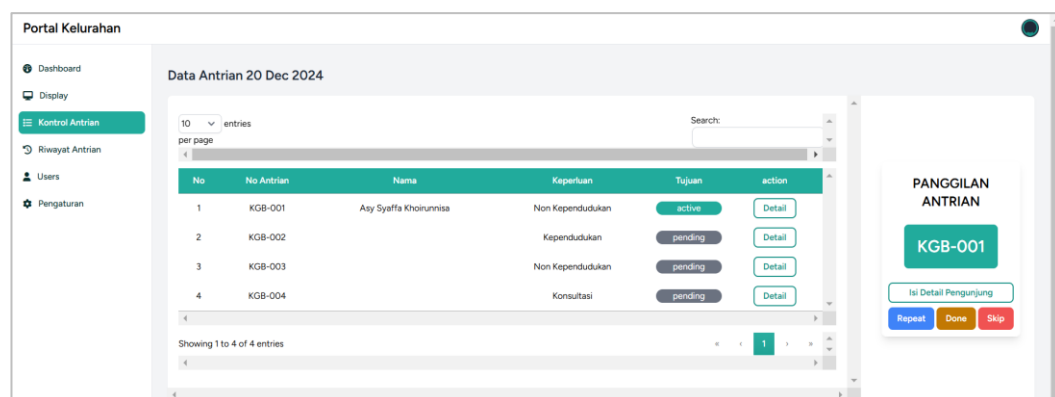 Portal Kelurahan
Dashboard
Display
Kontrol Antrian
Riwayat Antrian
Users
Pengaturan
Data Antrian 20 Dec 2024
10 entries
per page
Search:
No No Antrian Nama Keperluan Tujuan action
1 KGB-001 Asy Syaffa Khoirunnisa Non Kependudukan active Detail
2 KGB-002 Kependudukan pending Detail
3 KGB-003 Non Kependudukan pending Detail
4 KGB-004 Konsultasi pending Detail
Showing 1 to 4 of 4 entries
« ‹ 1 › »
PANGGILAN
ANTRIAN
KGB-001
Isi Detail Pengunjung
Repeat Done Skip